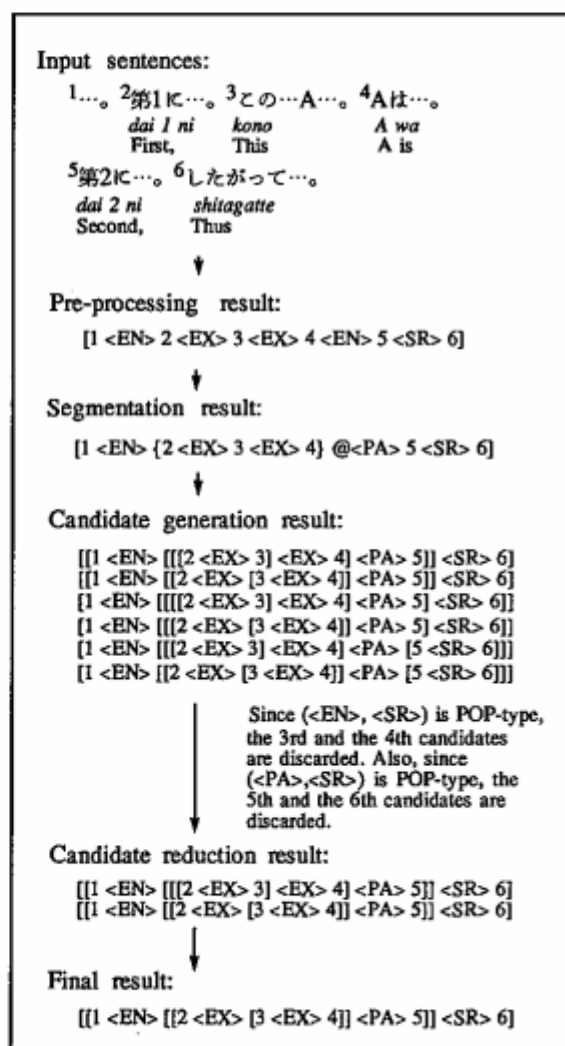 Input sentences:
1…。 2第1に…。 3この…A…。 4Aは…。
dai 1 ni kono A wa
First, This A is
5第2に…。 6したがって…。
dai 2 ni shitagatte
Second, Thus
Pre-processing result:
[1 <EN> 2 <EX> 3 <EX> 4 <EN> 5 <SR> 6]
Segmentation result:
[1 <EN> {2 <EX> 3 <EX> 4} @<PA> 5 <SR> 6]
Candidate generation result:
[[1 <EN> [[[2 <EX> 3] <EX> 4] <PA> 5]] <SR> 6]
[[1 <EN> [[2 <EX> [3 <EX> 4]] <PA> 5]] <SR> 6]
[1 <EN> [[[[2 <EX> 3] <EX> 4] <PA> 5] <SR> 6]]
[1 <EN> [[[2 <EX> [3 <EX> 4]] <PA> 5] <SR> 6]]
[1 <EN> [[[2 <EX> 3] <EX> 4] <PA> [5 <SR> 6]]]
[1 <EN> [[2 <EX> [3 <EX> 4]] <PA> [5 <SR> 6]]]
Since (<EN>, <SR>) is POP-type,
the 3rd and the 4th candidates
are discarded. Also, since
(<PA>,<SR>) is POP-type, the
5th and the 6th candidates are
discarded.
Candidate reduction result:
[[1 <EN> [[[2 <EX> 3] <EX> 4] <PA> 5]] <SR> 6]
[[1 <EN> [[2 <EX> [3 <EX> 4]] <PA> 5]] <SR> 6]
Final result:
[[1 <EN> [[2 <EX> [3 <EX> 4]] <PA> 5]] <SR> 6]